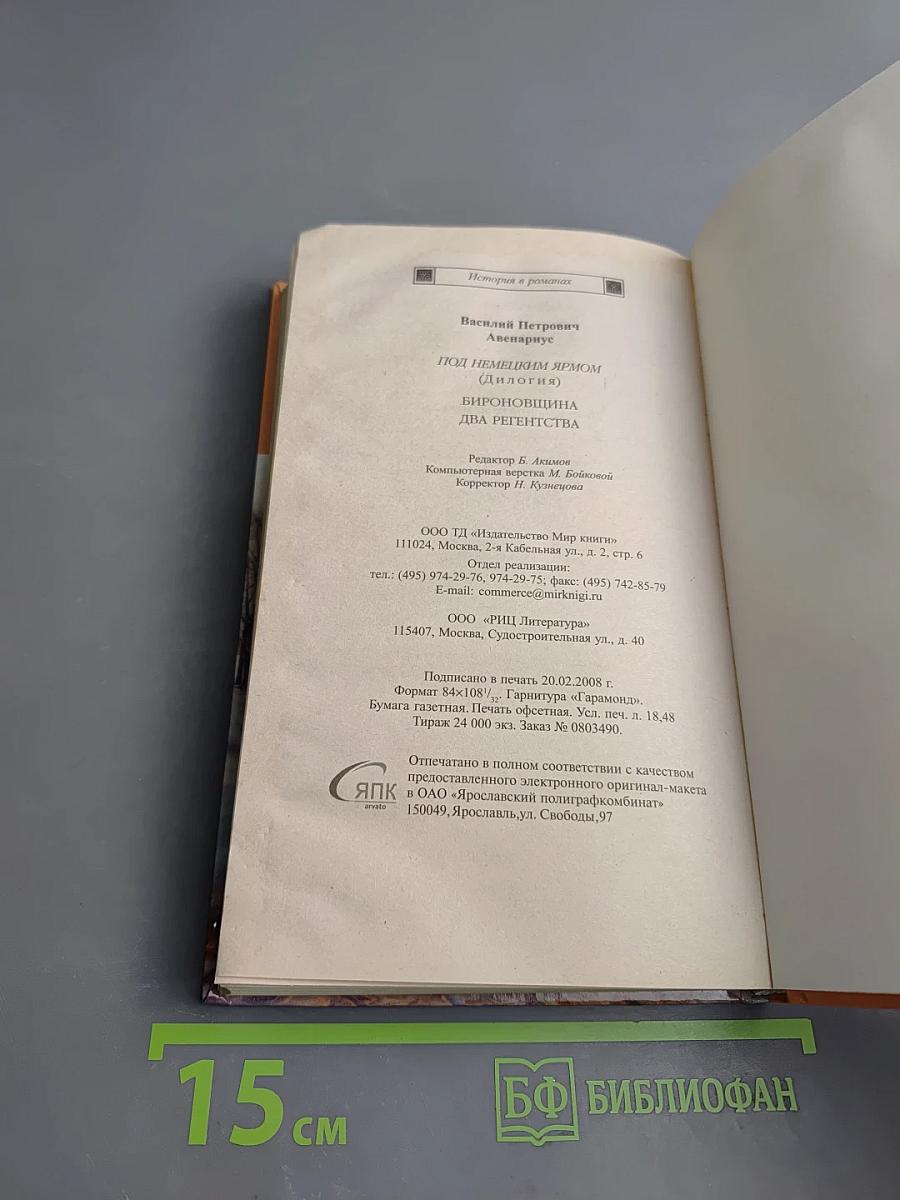 История в романах
Василий Петрович
Авенариус
ПОД НЕМЕЦКИМ ЯРМОМ
(Дилогия)
БИРОНОВЩИНА
ДВА РЕГЕНТСТВА
Редактор Б. Акимов
Компьютерная верстка М. Бойковой
Корректор Н. Кузнецова
ООО ТД «Издательство Мир книги»
111024, Москва, 2-я Кабельная ул., д. 2, стр. 6
Отдел реализации:
тел.: (495) 974-29-76, 974-29-75; факс: (495) 742-85-79
E-mail: commerce@mirknigi.ru
ООО «РИЦ Литература»
115407, Москва, Судостроительная ул., д. 40
Подписано в печать 20.02.2008 г.
Формат 84×108¹/₃₂. Гарнитура «Гарамонд».
Бумага газетная. Печать офсетная. Усл. печ. л. 18,48
Тираж 24 000 экз. Заказ № 0803490.
ЯПК
arvato
Отпечатано в полном соответствии с качеством
предоставленного электронного оригинал-макета
в ОАО «Ярославский полиграфкомбинат»
150049, Ярославль, ул. Свободы, 97
15 см
БФ БИБЛИОФАН